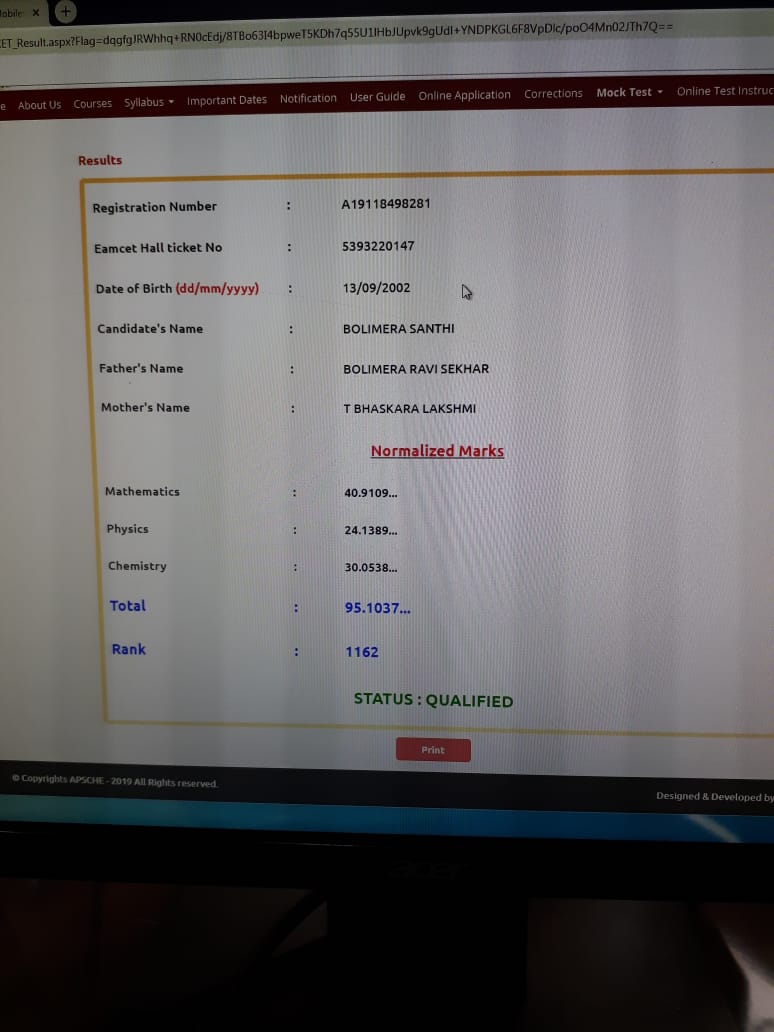 Mobile
ET_Result.aspx?Flag=dqgfgJRWhhq+RN0cEdj/8TBo63I4bpweT5KDh7q55U1IHbJUpvk9gUdI+YNDPKGL6F8VpDlc/poO4Mn02JTh7Q==
e About Us Courses Syllabus Important Dates Notification User Guide Online Application Corrections Mock Test Online Test Instruc
Results
Registration Number : A19118498281
Eamcet Hall ticket No : 5393220147
Date of Birth (dd/mm/yyyy) : 13/09/2002
Candidate's Name : BOLIMERA SANTHI
Father's Name : BOLIMERA RAVI SEKHAR
Mother's Name : T BHASKARA LAKSHMI
Normalized Marks
Mathematics : 40.9109...
Physics : 24.1389...
Chemistry : 30.0538...
Total : 95.1037...
Rank : 1162
STATUS : QUALIFIED
Print
© Copyrights APSCHE - 2019 All Rights reserved.
Designed & Developed by
acer